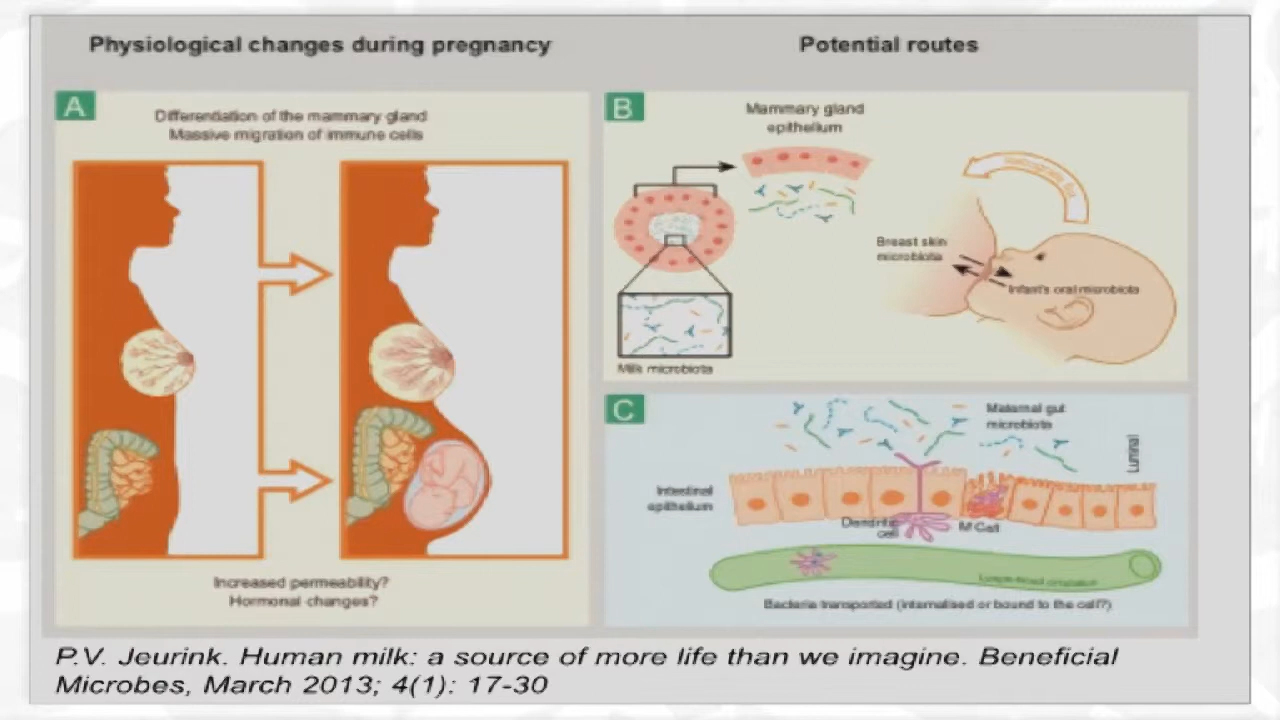 Physiological changes during pregnancy
Potential routes
A
Differentiation of the mammary gland
Massive migration of immune cells
Increased permeability?
Hormonal changes?
B
Mammary gland
epithelium
Breast skin
microbiota
Infant's oral microbiota
Milk microbiota
C
Maternal gut
microbiota
Luminal
Intestinal
epithelium
Dendritic
cell
M Cell
Bacteria transported (internalised or bound to the cell?)
P.V. Jeurink. Human milk: a source of more life than we imagine. Beneficial
Microbes, March 2013; 4(1): 17-30